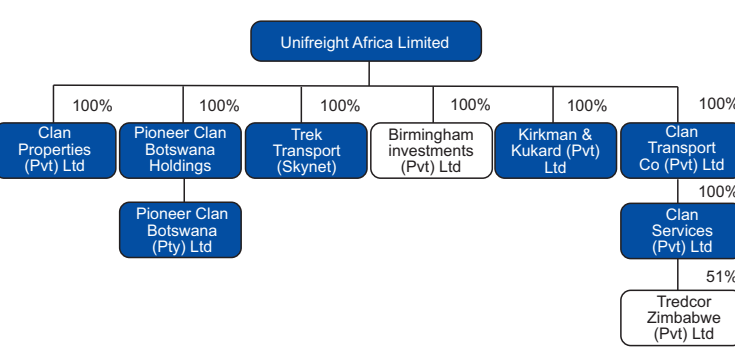 Unifreight Africa Limited
100%
100%
100%
100%
100%
100%
Clan
Properties
(Pvt) Ltd
Pioneer Clan
Botswana
Holdings
Trek
Transport
(Skynet)
Birmingham
investments
(Pvt) Ltd
Kirkman &
Kukard (Pvt)
Ltd
Clan
Transport
Co (Pvt) Ltd
100%
Pioneer Clan
Botswana
(Pty) Ltd
Clan
Services
(Pvt) Ltd
51%
Tredcor
Zimbabwe
(Pvt) Ltd